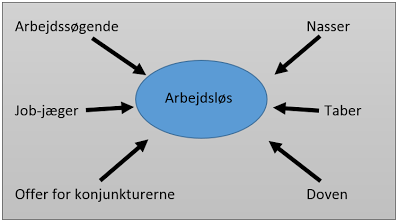 Arbejdssøgende
Nasser
Arbejdsløs
Job-jæger
Taber
Offer for konjunkturerne
Doven